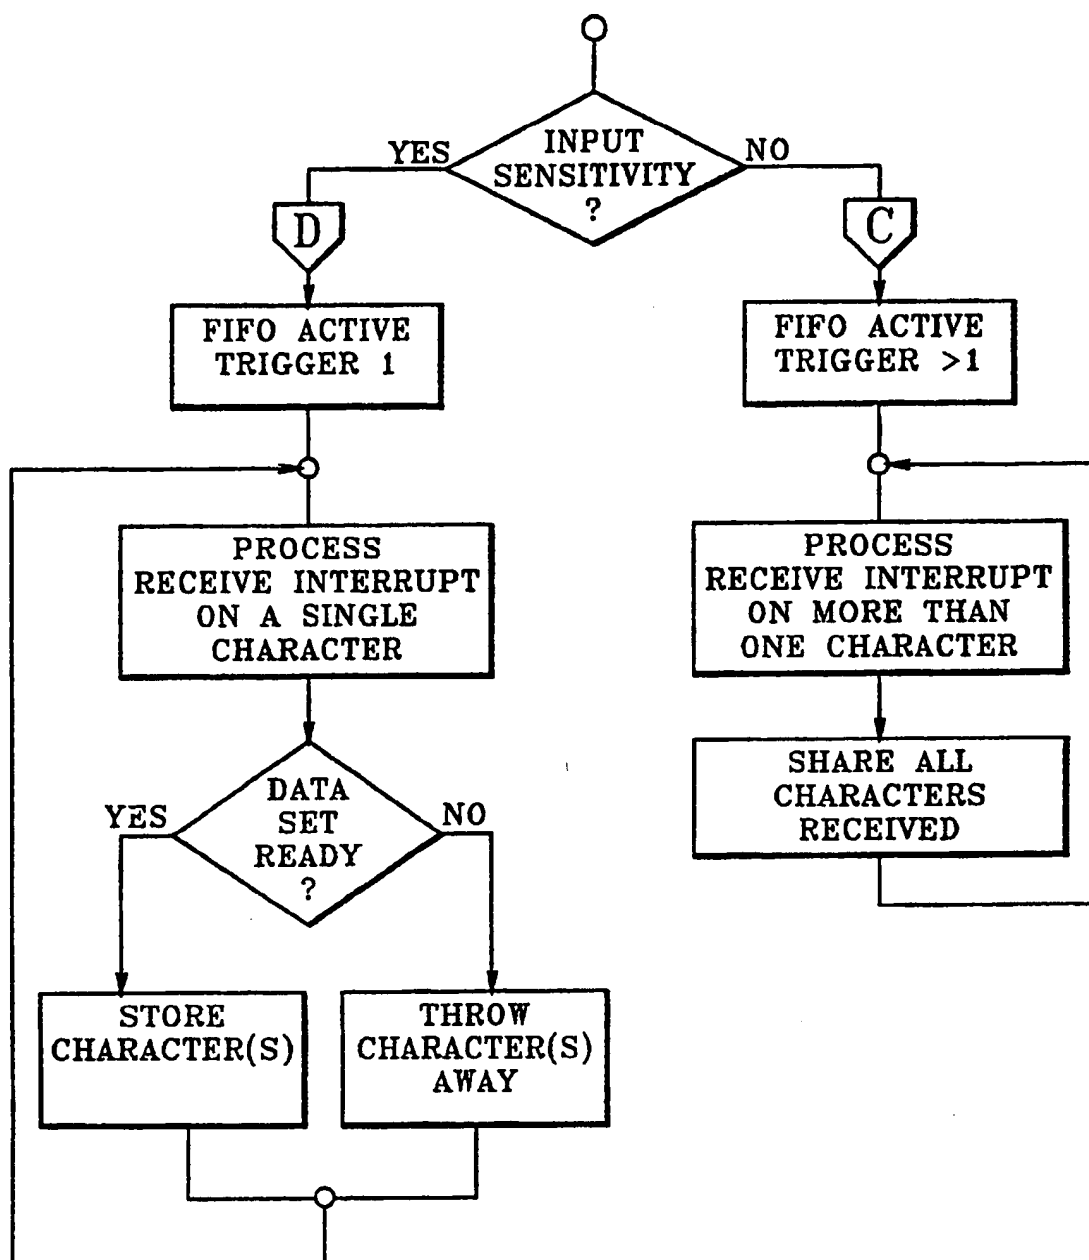 INPUT
SENSITIVITY
?
YES
NO
D
C
FIFO ACTIVE
TRIGGER 1
FIFO ACTIVE
TRIGGER >1
PROCESS
RECEIVE INTERRUPT
ON A SINGLE
CHARACTER
PROCESS
RECEIVE INTERRUPT
ON MORE THAN
ONE CHARACTER
DATA
SET
READY
?
YES
NO
SHARE ALL
CHARACTERS
RECEIVED
STORE
CHARACTER(S)
THROW
CHARACTER(S)
AWAY